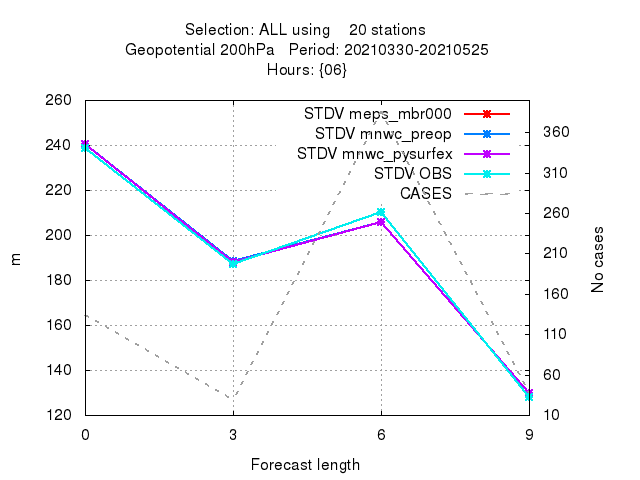 Selection: ALL using    20 stations
Geopotential 200hPa   Period: 20210330-20210525
Hours: {06}
260
240
220
200
180
160
140
120
m
STDV meps_mbr000
STDV mnwc_preop
STDV mnwc_pysurfex
STDV OBS
CASES
360
310
260
210
160
110
60
10
No cases
0 3 6 9
Forecast length